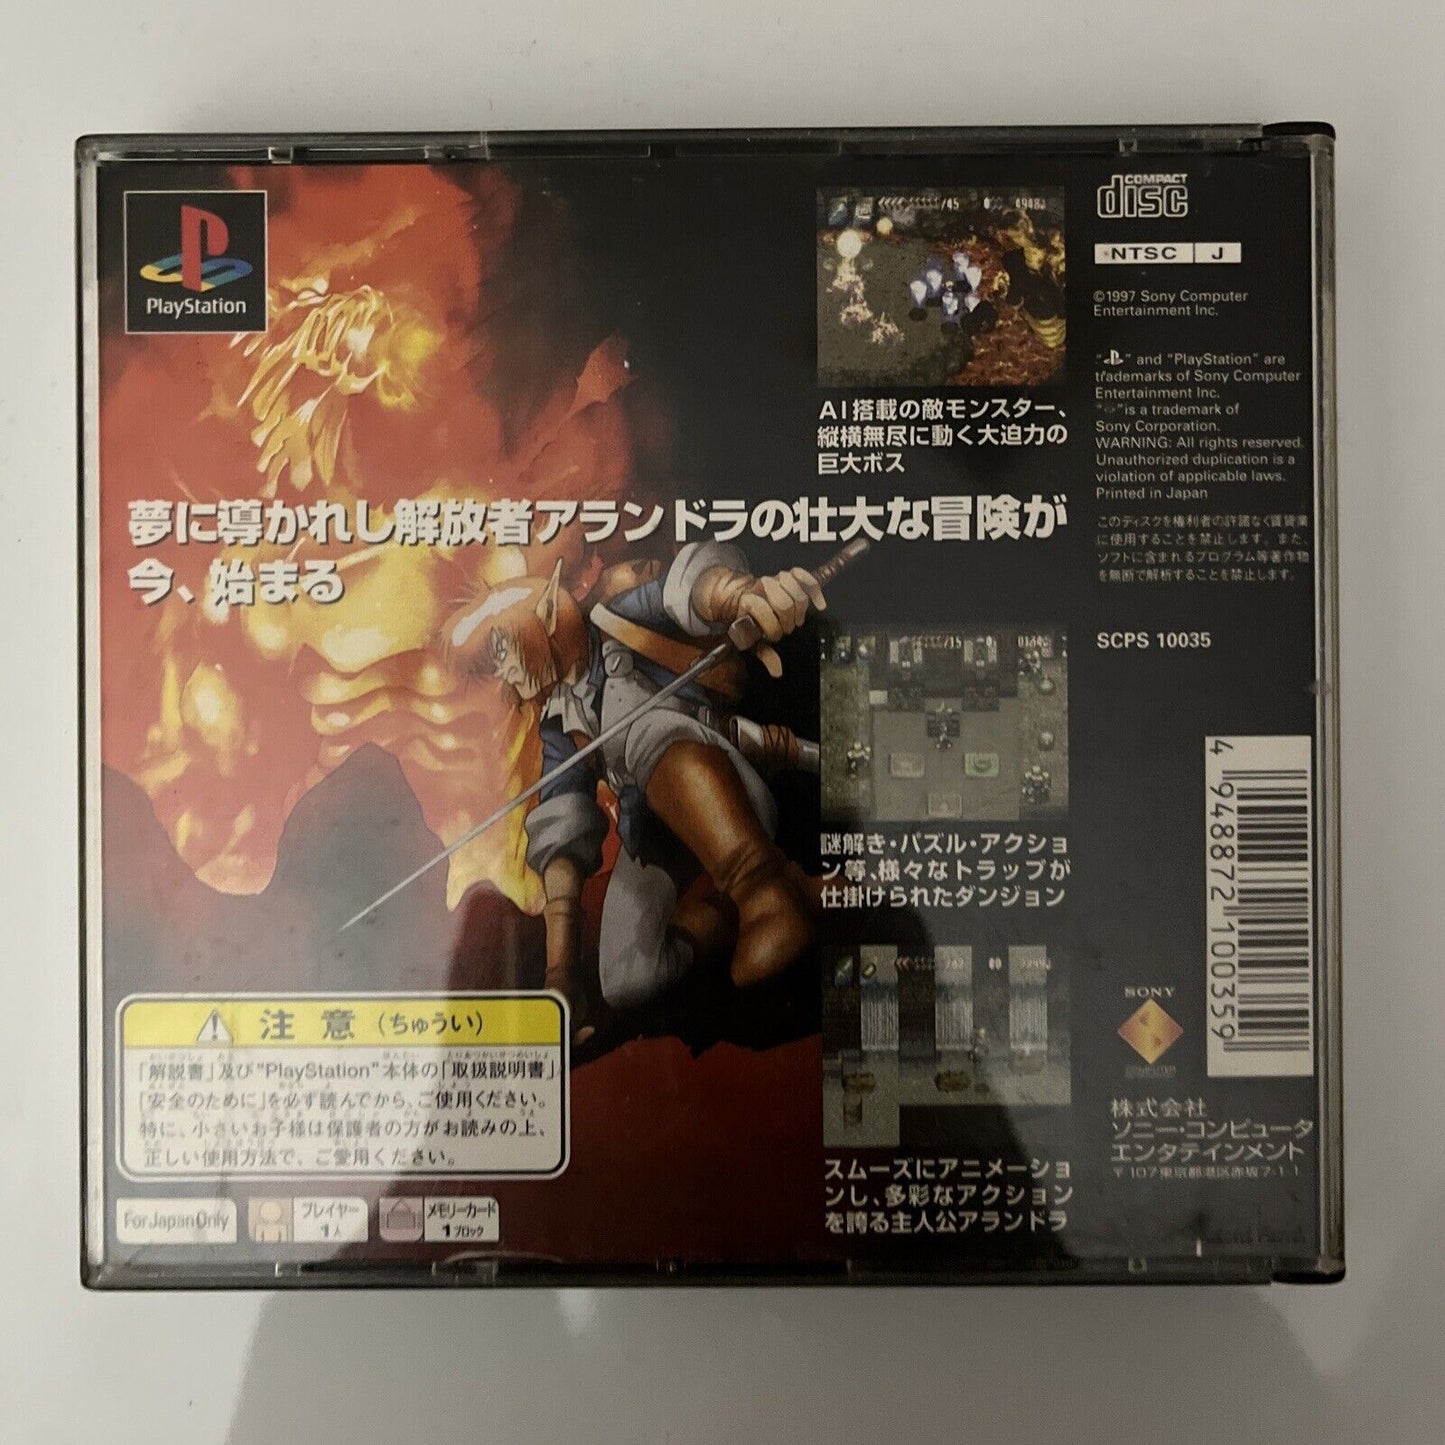 PlayStation
夢に導かれし解放者アランドラの壮大な冒険が
今、始まる
AI搭載の敵モンスター、
縦横無尽に動く大迫力の
巨大ボス
謎解き・パズル・アクショ
ン等、様々なトラップが
仕掛けられたダンジョン
スムーズにアニメーショ
ンし、多彩なアクション
を誇る主人公アランドラ
COMPACT
disc
NTSC J
©1997 Sony Computer
Entertainment Inc.
" " and "PlayStation" are
trademarks of Sony Computer
Entertainment Inc.
" " is a trademark of
Sony Corporation.
WARNING: All rights reserved.
Unauthorized duplication is a
violation of applicable laws.
Printed in Japan
このディスクを権利者の許諾なく賃貸業
に使用することを禁止します。また、
ソフトに含まれるプログラム等著作物
を無断で解析することを禁止します。
SCPS 10035
4 948872 100359
SONY
COMPUTER
株式会社
ソニー・コンピュータ
エンタテインメント
〒107東京都港区赤坂7-1-1
注意(ちゅうい)
「解説書」及び"PlayStation"本体の「取扱説明書」
「安全のために」を必ず読んでから、ご使用ください。
特に、小さいお子様は保護者の方がお読みの上、
正しい使用方法で、ご愛用ください。
For Japan Only
プレイヤー
1人
メモリーカード
1ブロック